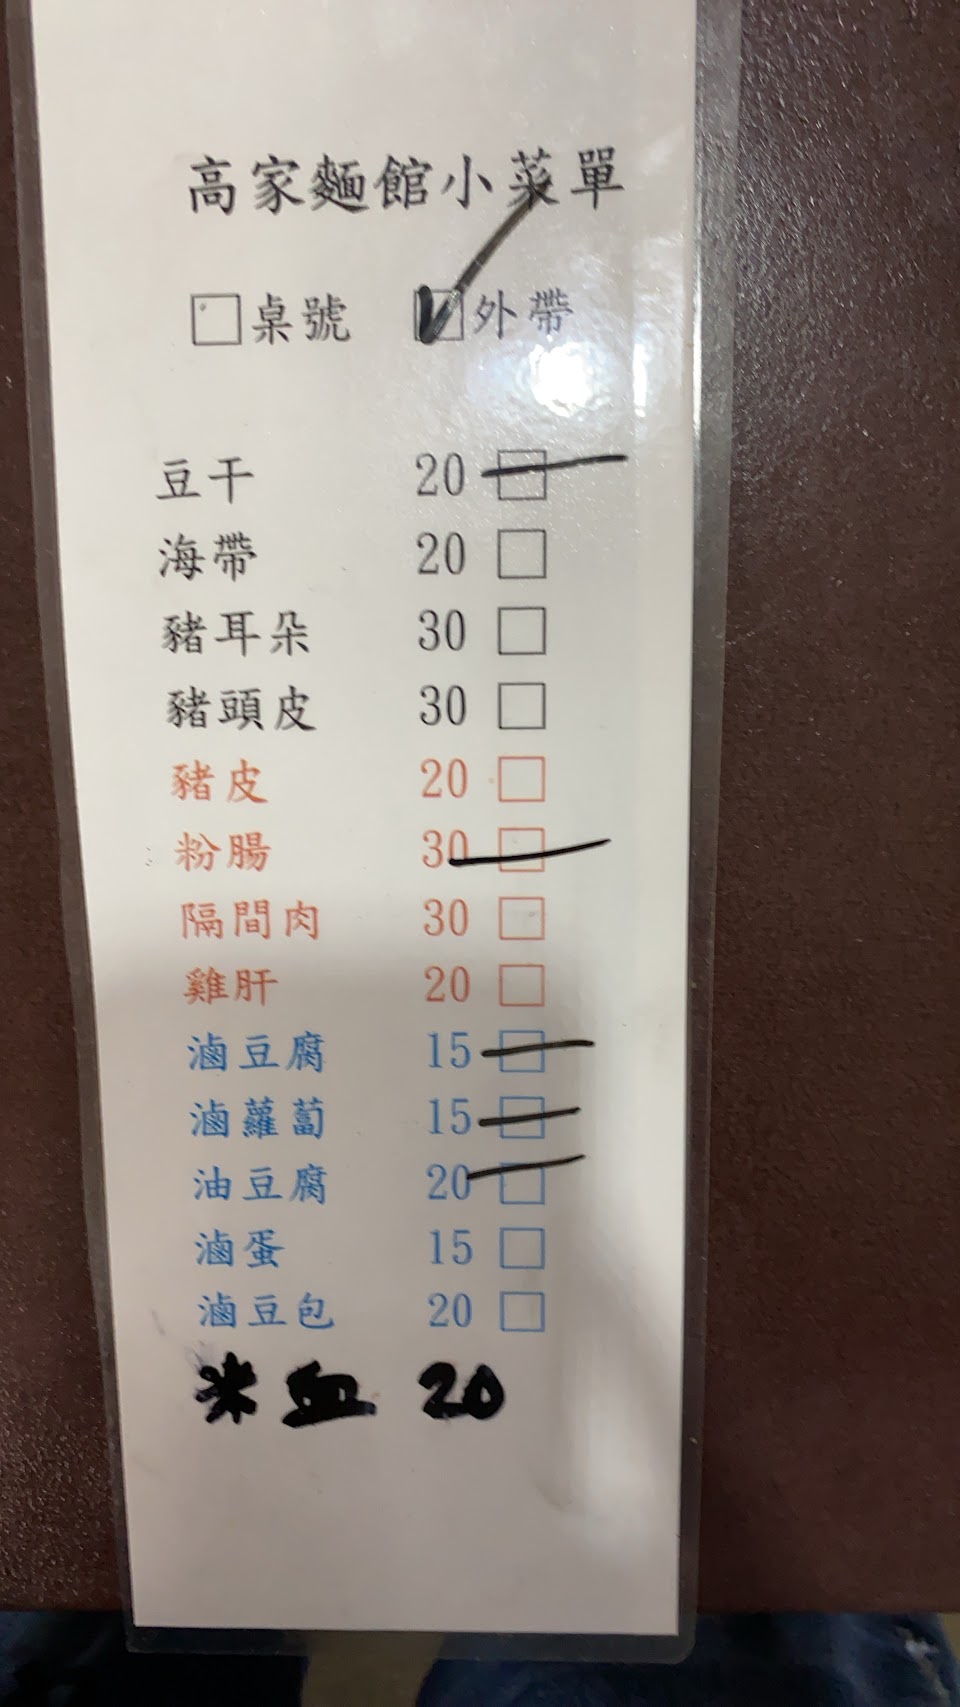 高家麵館小菜單
□桌號 ☑外帶
豆干 20 □
海帶 20 □
豬耳朵 30 □
豬頭皮 30 □
豬皮 20 □
粉腸 30 □
隔間肉 30 □
雞肝 20 □
滷豆腐 15 □
滷蘿蔔 15 □
油豆腐 20 □
滷蛋 15 □
滷豆包 20 □
米血 20